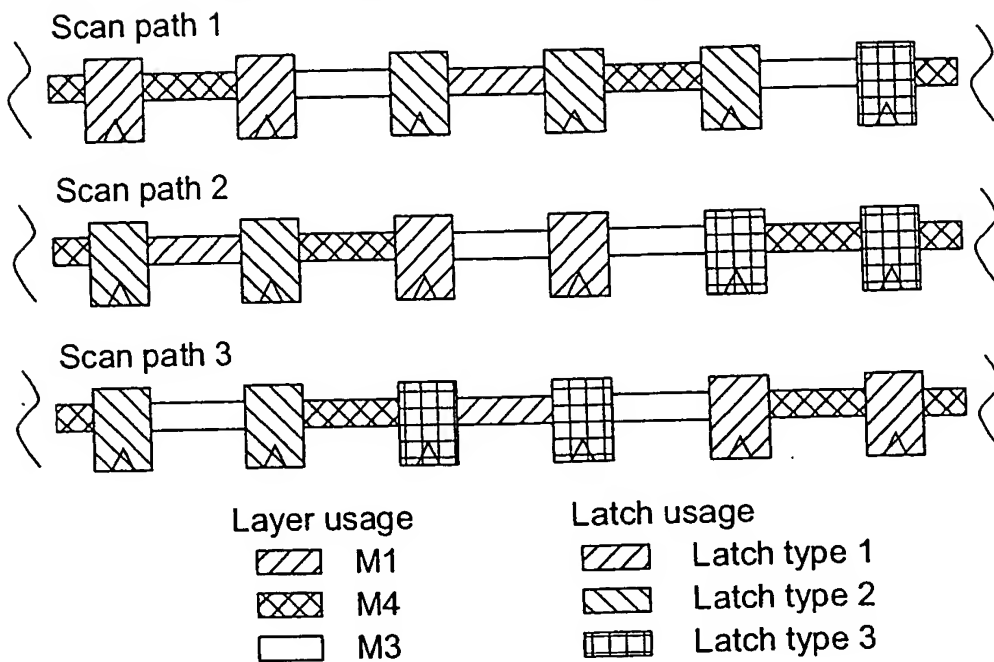 Scan path 1
Scan path 2
Scan path 3
Layer usage
M1
M4
M3
Latch usage
Latch type 1
Latch type 2
Latch type 3